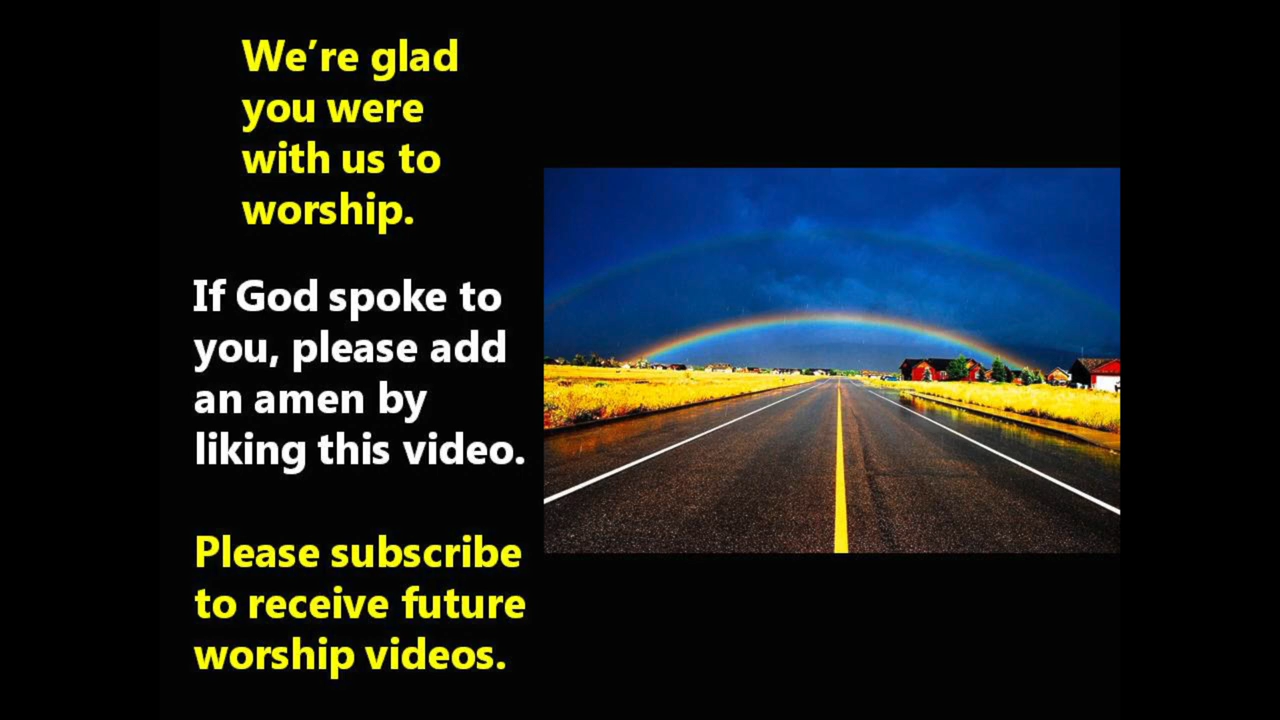 We’re glad
you were
with us to
worship.
If God spoke to
you, please add
an amen by
liking this video.
Please subscribe
to receive future
worship videos.